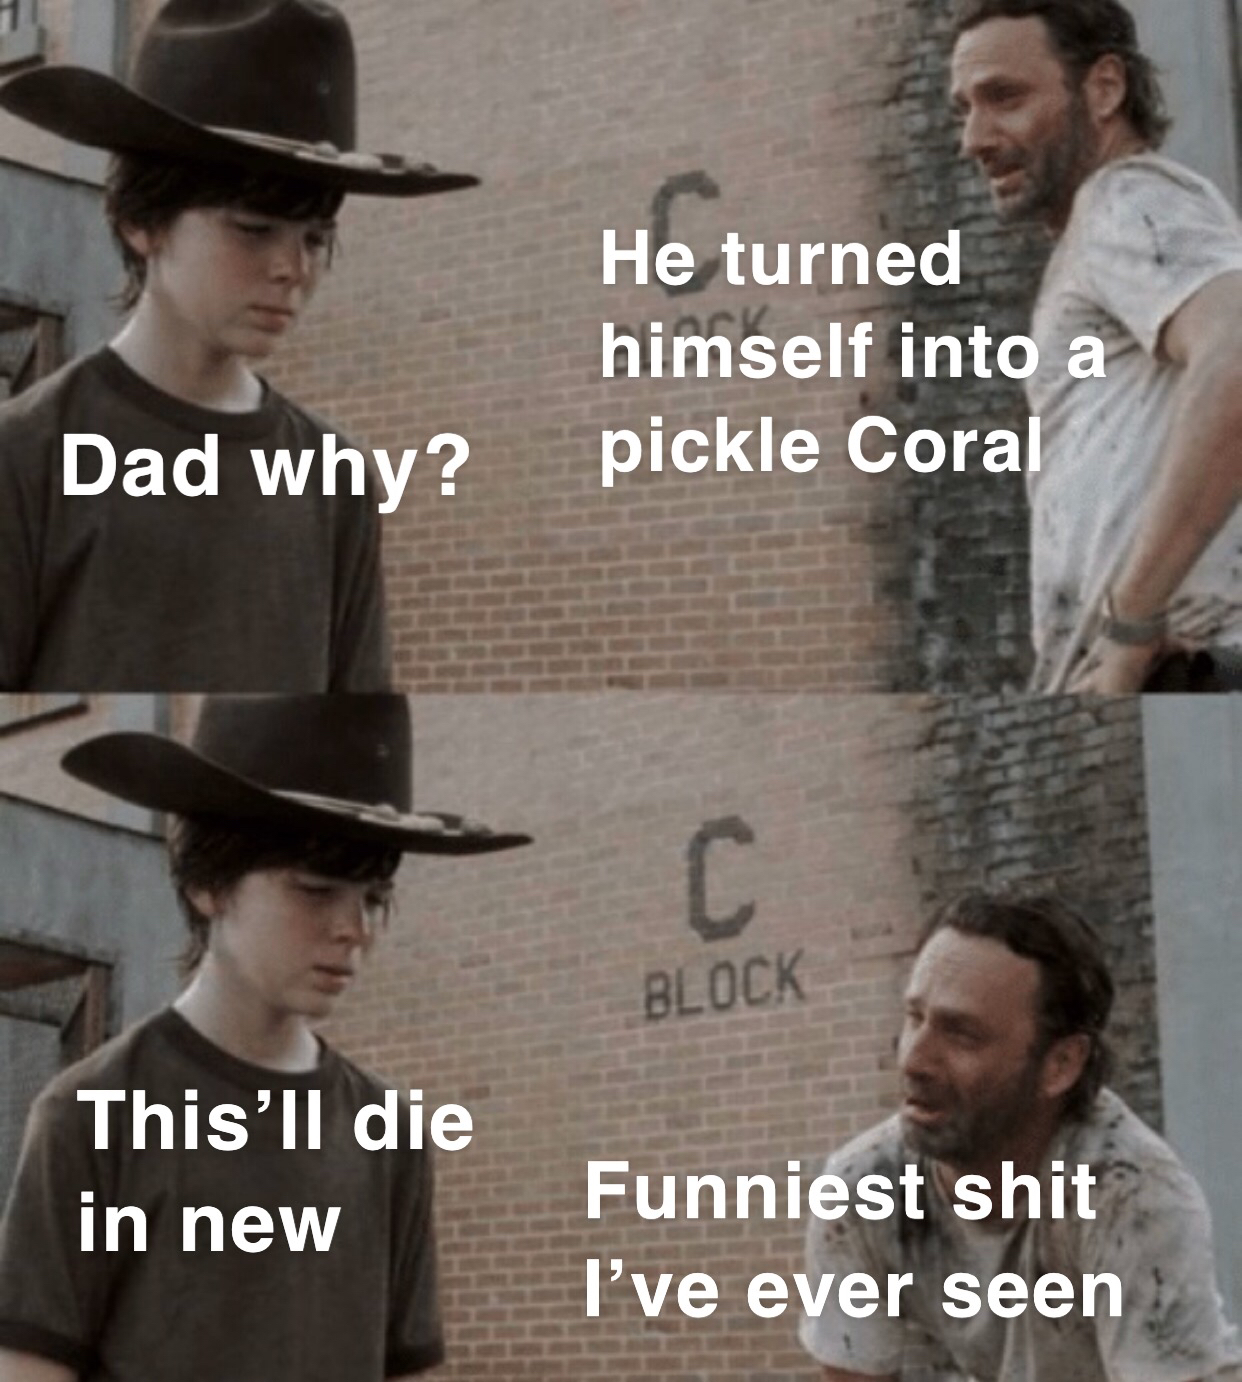 He turned
himself into a
pickle Coral
Dad why?
C
BLOCK
This'll die
in new
Funniest shit
I've ever seen